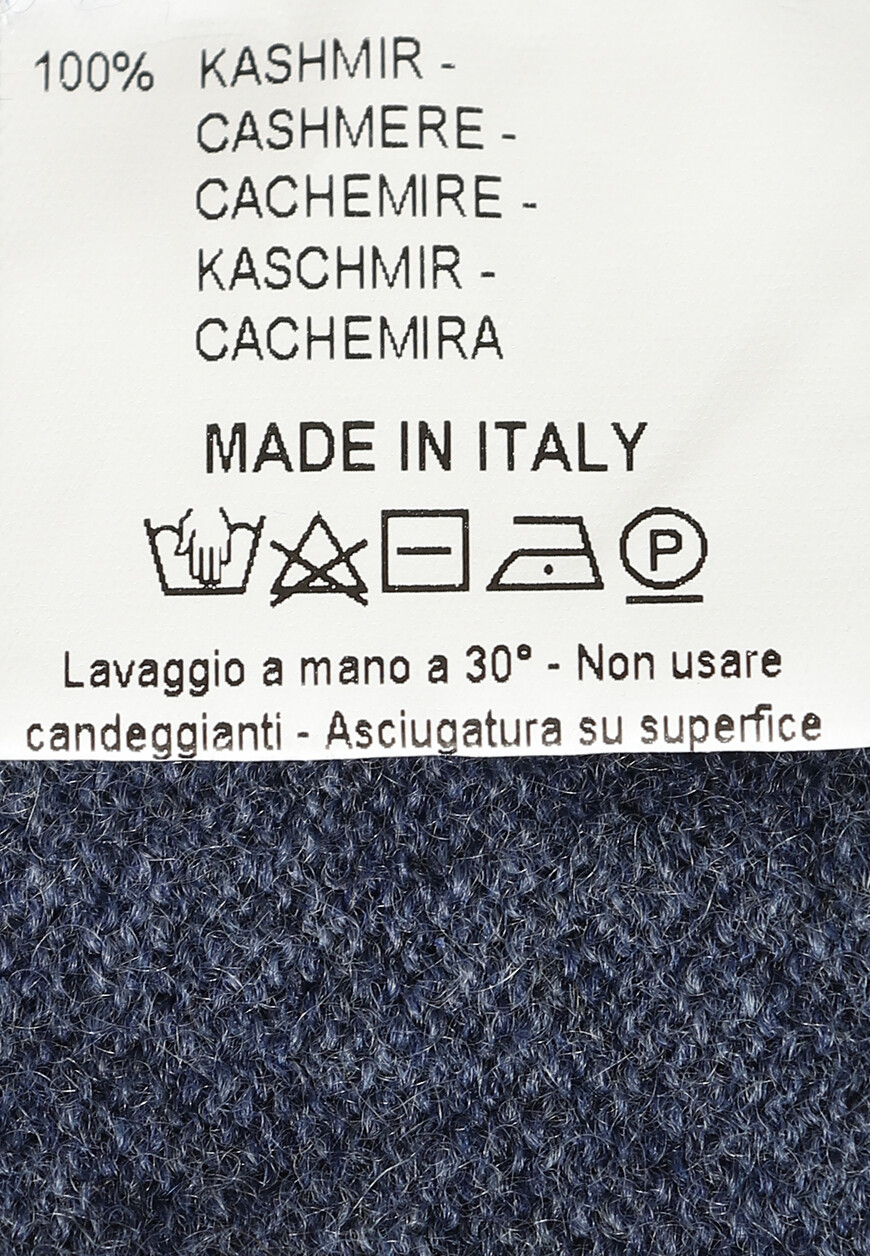 100% KASHMIR -
CASHMERE -
CACHEMIRE -
KASCHMIR -
CACHEMIRA
MADE IN ITALY
P
Lavaggio a mano a 30° - Non usare
candeggianti - Asciugatura su superfice